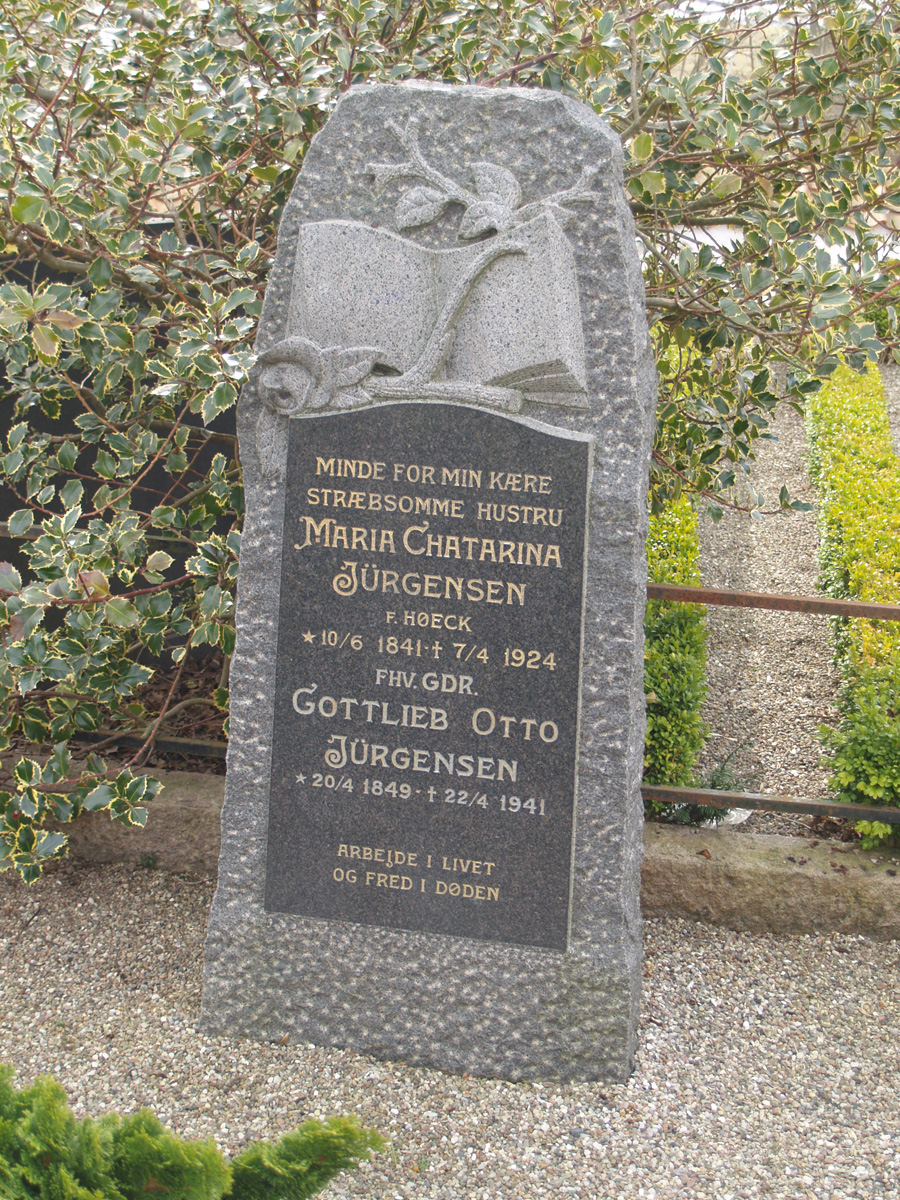 MINDE FOR MIN KÆRE
STRÆBSOMME HUSTRU
MARIA CHATARINA
JÜRGENSEN
F. HØECK
★ 10/6 1841 · † 7/4 1924
FHV. GDR.
GOTTLIEB OTTO
JÜRGENSEN
★ 20/4 1849 · † 22/4 1941
ARBEJDE I LIVET
OG FRED I DØDEN